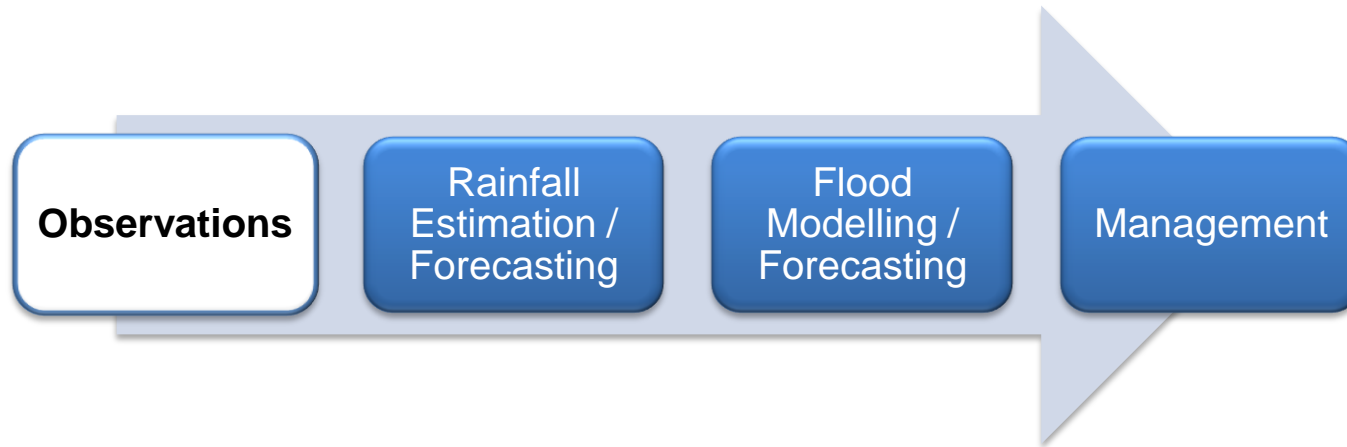 Observations
Rainfall
Estimation /
Forecasting
Flood
Modelling /
Forecasting
Management